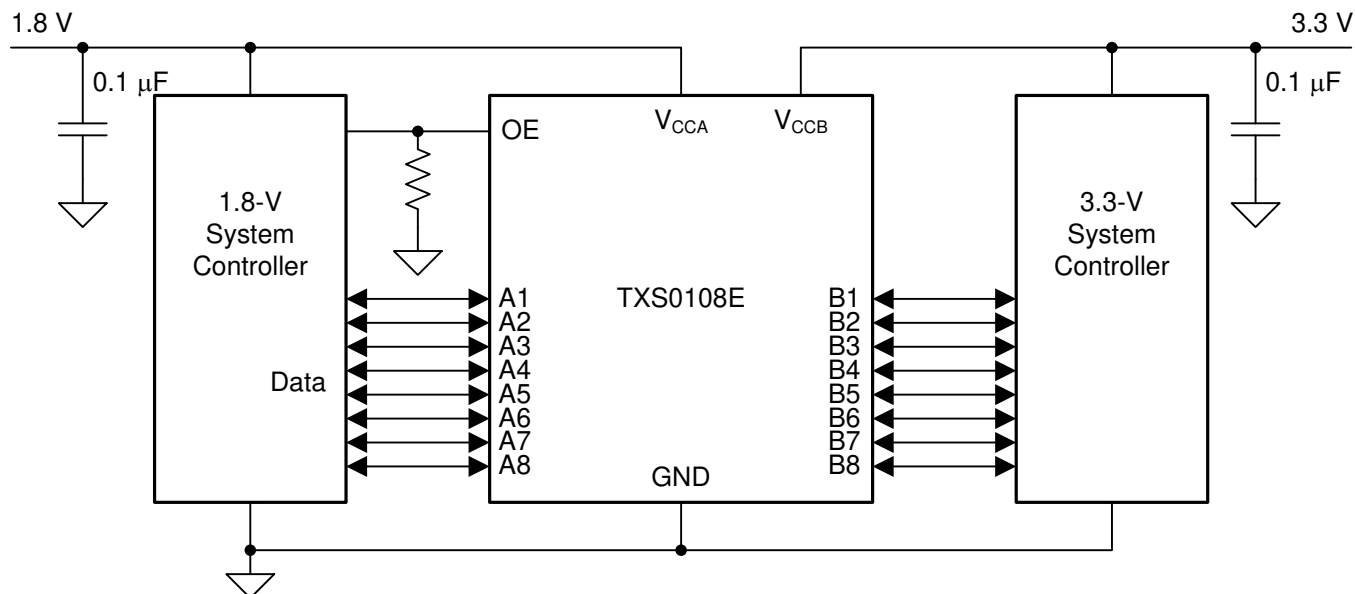 1.8 V
3.3 V
0.1 μF
0.1 μF
OE
VCCA
VCCB
1.8-V
System
Controller
3.3-V
System
Controller
TXS0108E
Data
A1
A2
A3
A4
A5
A6
A7
A8
B1
B2
B3
B4
B5
B6
B7
B8
GND